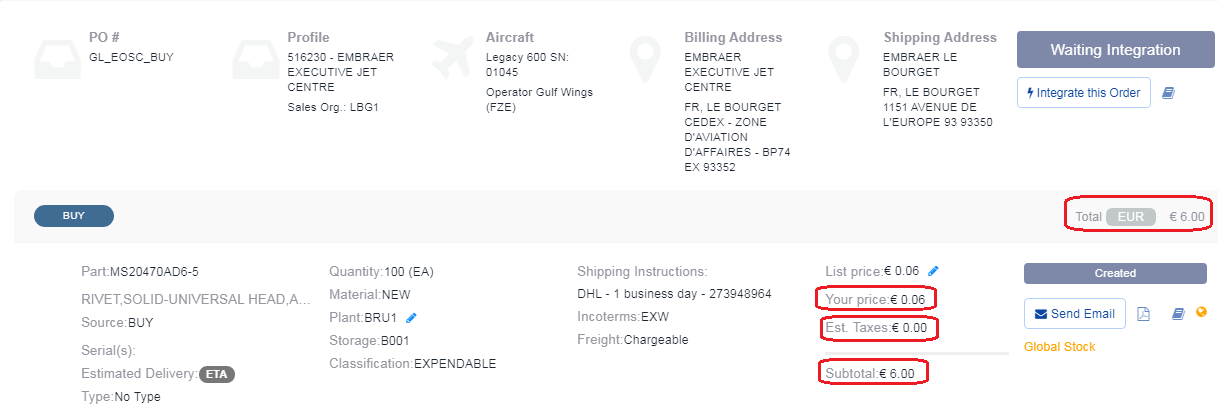 PO #
GL_EOSC_BUY
Profile
516230 - EMBRAER
EXECUTIVE JET
CENTRE
Sales Org.: LBG1
Aircraft
Legacy 600 SN:
01045
Operator Gulf Wings
(FZE)
Billing Address
EMBRAER
EXECUTIVE JET
CENTRE
FR, LE BOURGET
CEDEX - ZONE
D'AVIATION
D'AFFAIRES - BP74
EX 93352
Shipping Address
EMBRAER LE
BOURGET
FR, LE BOURGET
1151 AVENUE DE
L'EUROPE 93 93350
Waiting Integration
Integrate this Order
BUY
Total EUR € 6.00
Part:MS20470AD6-5
RIVET,SOLID-UNIVERSAL HEAD,A...
Source:BUY
Serial(s):
Estimated Delivery: ETA
Type:No Type
Quantity:100 (EA)
Material:NEW
Plant:BRU1
Storage:B001
Classification:EXPENDABLE
Shipping Instructions:
DHL - 1 business day - 273948964
Incoterms:EXW
Freight:Chargeable
List price:€ 0.06
Your price:€ 0.06
Est. Taxes:€ 0.00
Subtotal:€ 6.00
Created
Send Email
Global Stock